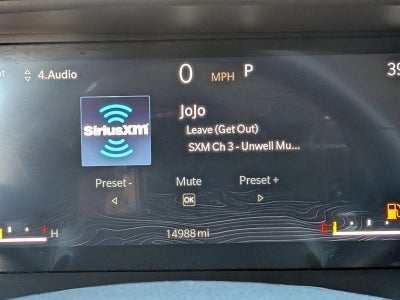 4.Audio 0 MPH P 39
SiriusXM
JoJo
Leave (Get Out)
SXM Ch 3 - Unwell Mu...
Preset - Mute Preset +
OK
H 14988 mi E